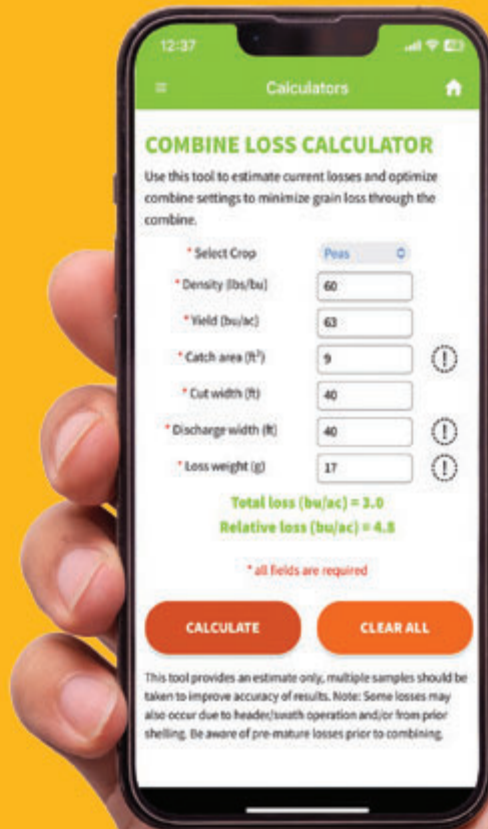 12:37
Calculators
COMBINE LOSS CALCULATOR
Use this tool to estimate current losses and optimize
combine settings to minimize grain loss through the
combine.
* Select Crop Peas
* Density (lbs/bu) 60
* Yield (bu/ac) 63
* Catch area (ft²) 9
* Cut width (ft) 40
* Discharge width (ft) 40
* Loss weight (g) 17
Total loss (bu/ac) = 3.0
Relative loss (bu/ac) = 4.8
* all fields are required
CALCULATE CLEAR ALL
This tool provides an estimate only, multiple samples should be
taken to improve accuracy of results. Note: Some losses may
also occur due to header/swath operation and/or from prior
shelling. Be aware of pre-mature losses prior to combining.